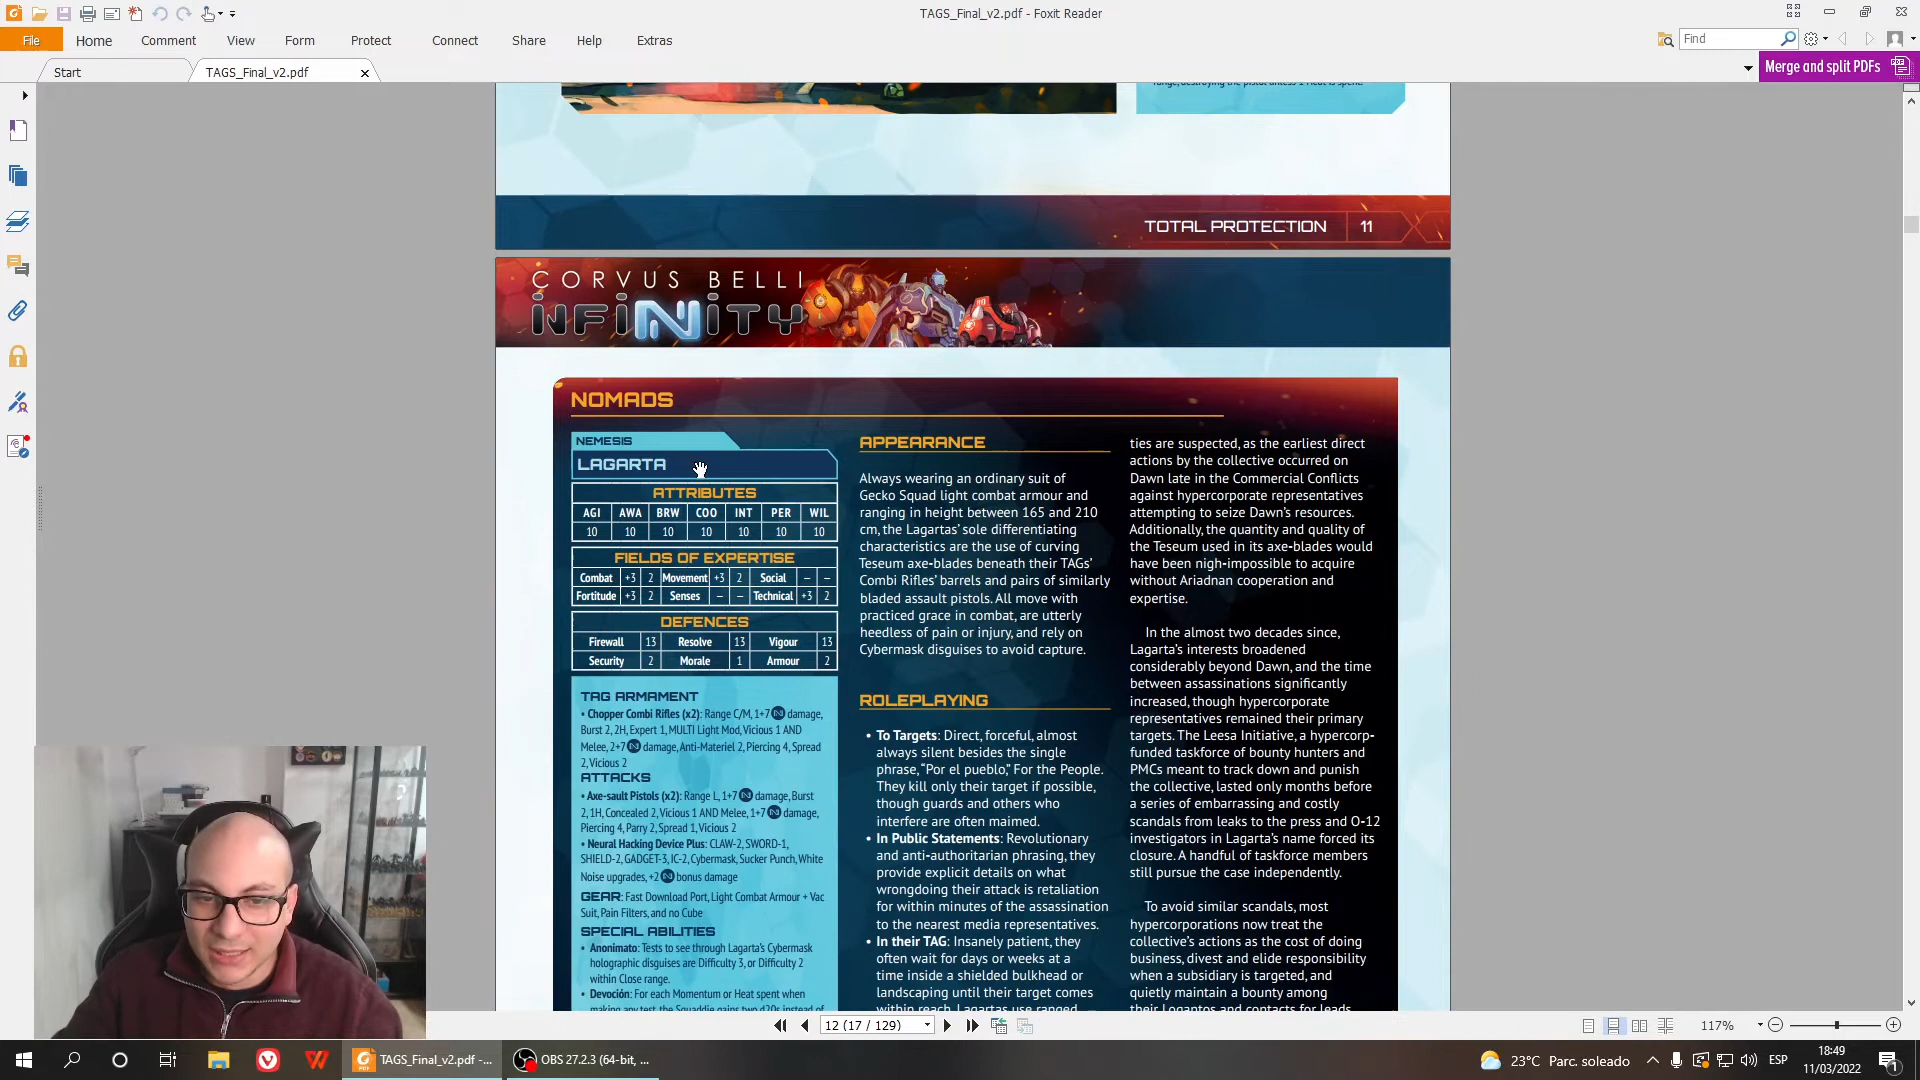 TAGS_Final_v2.pdf - Foxit Reader
File Home Comment View Form Protect Connect Share Help Extras
Find
Start
TAGS_Final_v2.pdf
Merge and split PDFs
TOTAL PROTECTION 11
CORVUS BELLI
INFINITY
NOMADS
NEMESIS
LAGARTA
ATTRIBUTES
AGI AWA BRW COO INT PER WIL
10 10 10 10 10 10 10
FIELDS OF EXPERTISE
Combat +3 2 Movement +3 2 Social – –
Fortitude +3 2 Senses – – Technical +3 2
DEFENCES
Firewall 13 Resolve 13 Vigour 13
Security 2 Morale 1 Armour 2
TAG ARMAMENT
• Chopper Combi Rifles (x2): Range C/M, 1+7 N damage,
Burst 2, 2H, Expert 1, MULTI Light Mod, Vicious 1 AND
Melee, 2+7 N damage, Anti-Materiel 2, Piercing 4, Spread
2, Vicious 2
ATTACKS
• Axe-sault Pistols (x2): Range L, 1+7 N damage, Burst
2, 1H, Concealed 2, Vicious 1 AND Melee, 1+7 N damage,
Piercing 4, Parry 2, Spread 1, Vicious 2
• Neural Hacking Device Plus: CLAW-2, SWORD-1,
SHIELD-2, GADGET-3, IC-2, Cybermask, Sucker Punch, White
Noise upgrades, +2 N bonus damage
GEAR: Fast Download Port, Light Combat Armour + Vac
Suit, Pain Filters, and no Cube
SPECIAL ABILITIES
• Anonimato: Tests to see through Lagarta's Cybermask
holographic disguises are Difficulty 3, or Difficulty 2
within Close range.
• Devoción: For each Momentum or Heat spent when
making any test, the Squaddie gains two d20s instead of
APPEARANCE
Always wearing an ordinary suit of
Gecko Squad light combat armour and
ranging in height between 165 and 210
cm, the Lagartas' sole differentiating
characteristics are the use of curving
Teseum axe-blades beneath their TAGs'
Combi Rifles' barrels and pairs of similarly
bladed assault pistols. All move with
practiced grace in combat, are utterly
heedless of pain or injury, and rely on
Cybermask disguises to avoid capture.
ROLEPLAYING
• To Targets: Direct, forceful, almost
always silent besides the single
phrase, “Por el pueblo,” For the People.
They kill only their target if possible,
though guards and others who
interfere are often maimed.
• In Public Statements: Revolutionary
and anti-authoritarian phrasing, they
provide explicit details on what
wrongdoing their attack is retaliation
for within minutes of the assassination
to the nearest media representatives.
• In their TAG: Insanely patient, they
often wait for days or weeks at a
time inside a shielded bulkhead or
landscaping until their target comes
within reach. Lagartas use ranged
ties are suspected, as the earliest direct
actions by the collective occurred on
Dawn late in the Commercial Conflicts
against hypercorporate representatives
attempting to seize Dawn's resources.
Additionally, the quantity and quality of
the Teseum used in its axe-blades would
have been nigh-impossible to acquire
without Ariadnan cooperation and
expertise.
In the almost two decades since,
Lagarta's interests broadened
considerably beyond Dawn, and the time
between assassinations significantly
increased, though hypercorporate
representatives remained their primary
targets. The Leesa Initiative, a hypercorp-
funded taskforce of bounty hunters and
PMCs meant to track down and punish
the collective, lasted only months before
a series of embarrassing and costly
scandals from leaks to the press and O-12
investigators in Lagarta's name forced its
closure. A handful of taskforce members
still pursue the case independently.
To avoid similar scandals, most
hypercorporations now treat the
collective's actions as the cost of doing
business, divest and elide responsibility
when a subsidiary is targeted, and
quietly maintain a bounty among
12 (17 / 129)
117%
TAGS_Final_v2.pdf -...
OBS 27.2.3 (64-bit, ...
23°C Parc. soleado
ESP
18:49
11/03/2022
1